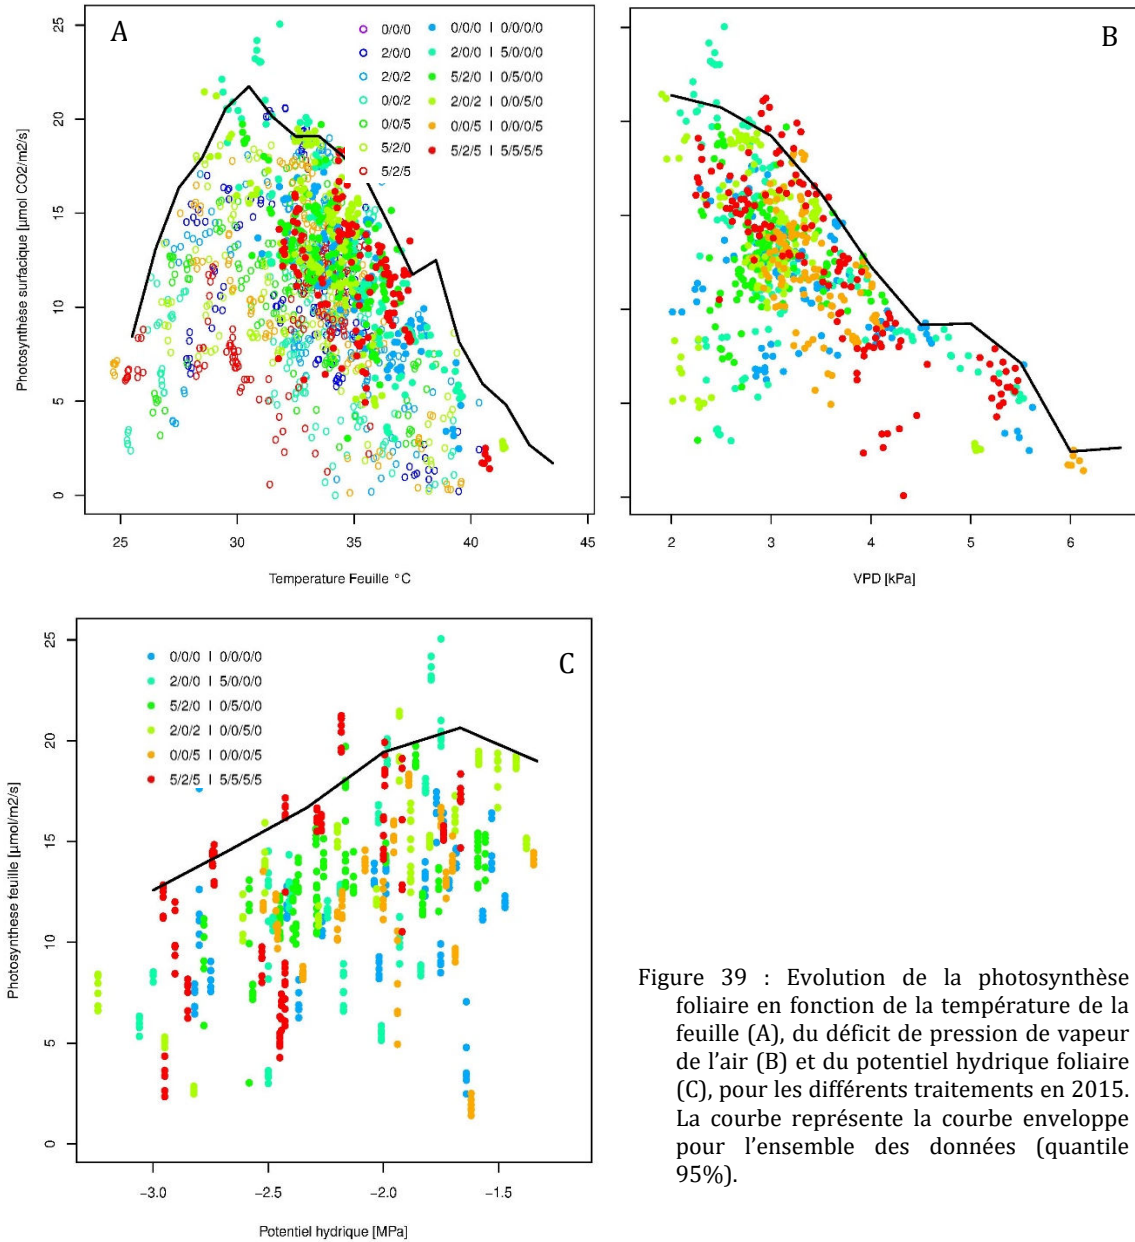 A
25
20
15
10
5
0
Photosynthèse surfacique [µmol CO2/m2/s]
0/0/0
2/0/0
2/0/2
0/0/2
0/0/5
5/2/0
5/2/5
0/0/0 I 0/0/0/0
2/0/0 I 5/0/0/0
5/2/0 I 0/5/0/0
2/0/2 I 0/0/5/0
0/0/5 I 0/0/0/5
5/2/5 I 5/5/5/5
25 30 35 40 45
Temperature Feuille °C
B
2 3 4 5 6
VPD [kPa]
C
25
20
15
10
5
0
Photosynthese feuille [µmol/m2/s]
0/0/0 I 0/0/0/0
2/0/0 I 5/0/0/0
5/2/0 I 0/5/0/0
2/0/2 I 0/0/5/0
0/0/5 I 0/0/0/5
5/2/5 I 5/5/5/5
−3.0 −2.5 −2.0 −1.5
Potentiel hydrique [MPa]
Figure 39 : Evolution de la photosynthèse
foliaire en fonction de la température de la
feuille (A), du déficit de pression de vapeur
de l’air (B) et du potentiel hydrique foliaire
(C), pour les différents traitements en 2015.
La courbe représente la courbe enveloppe
pour l’ensemble des données (quantile
95%).